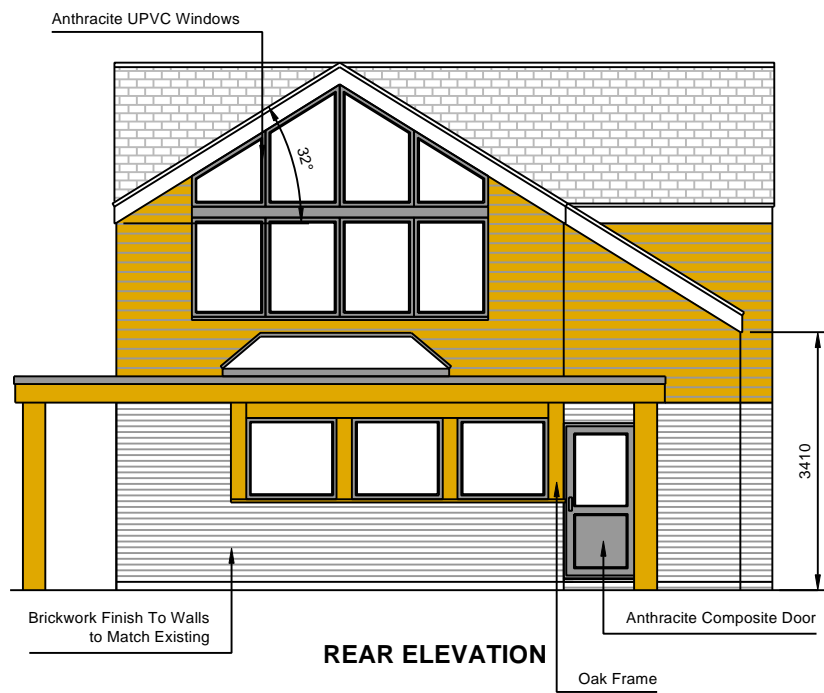 Anthracite UPVC Windows
32°
3410
Brickwork Finish To Walls
to Match Existing
Anthracite Composite Door
REAR ELEVATION
Oak Frame